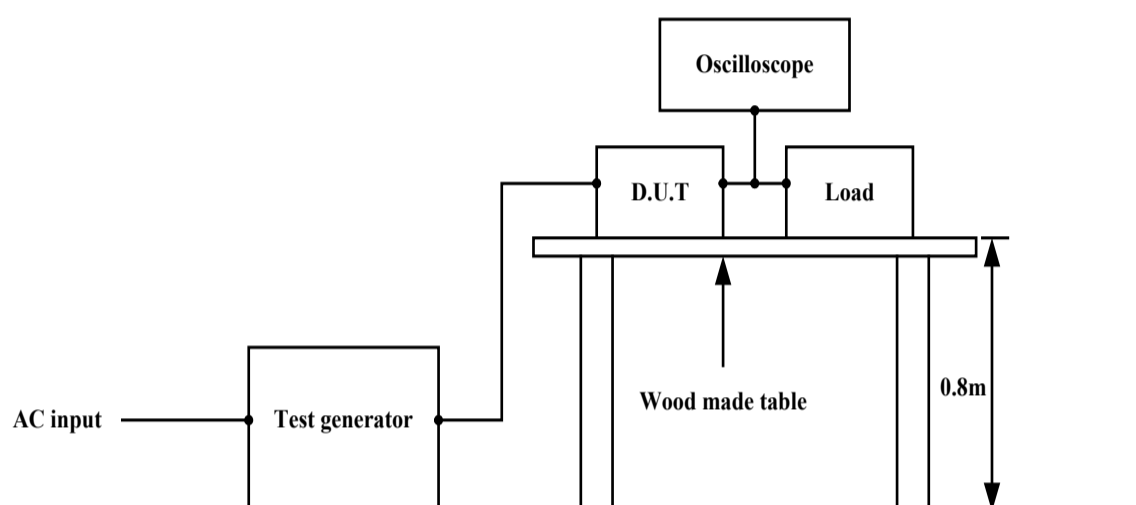 Oscilloscope
D.U.T
Load
Wood made table
0.8m
AC input
Test generator